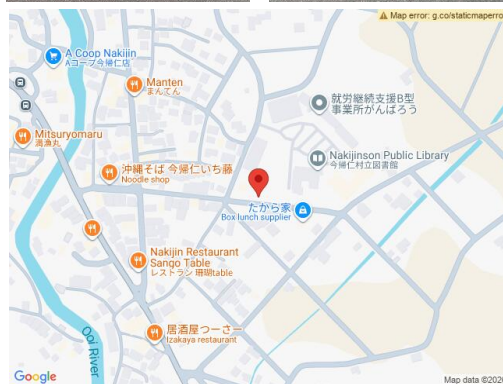 Map error: g.co/staticmaperro
A Coop Nakijin
Aコープ今帰仁店
Manten
まんてん
就労継続支援B型
事業所がんばろう
Mitsuryomaru
満漁丸
沖縄そば 今帰仁いち藤
Noodle shop
Nakijinson Public Library
今帰仁村立図書館
たから家
Box lunch supplier
Nakijin Restaurant
Sango Table
レストラン 珊瑚table
居酒屋つーさー
Izakaya restaurant
Ooi River
Google
Map data ©202